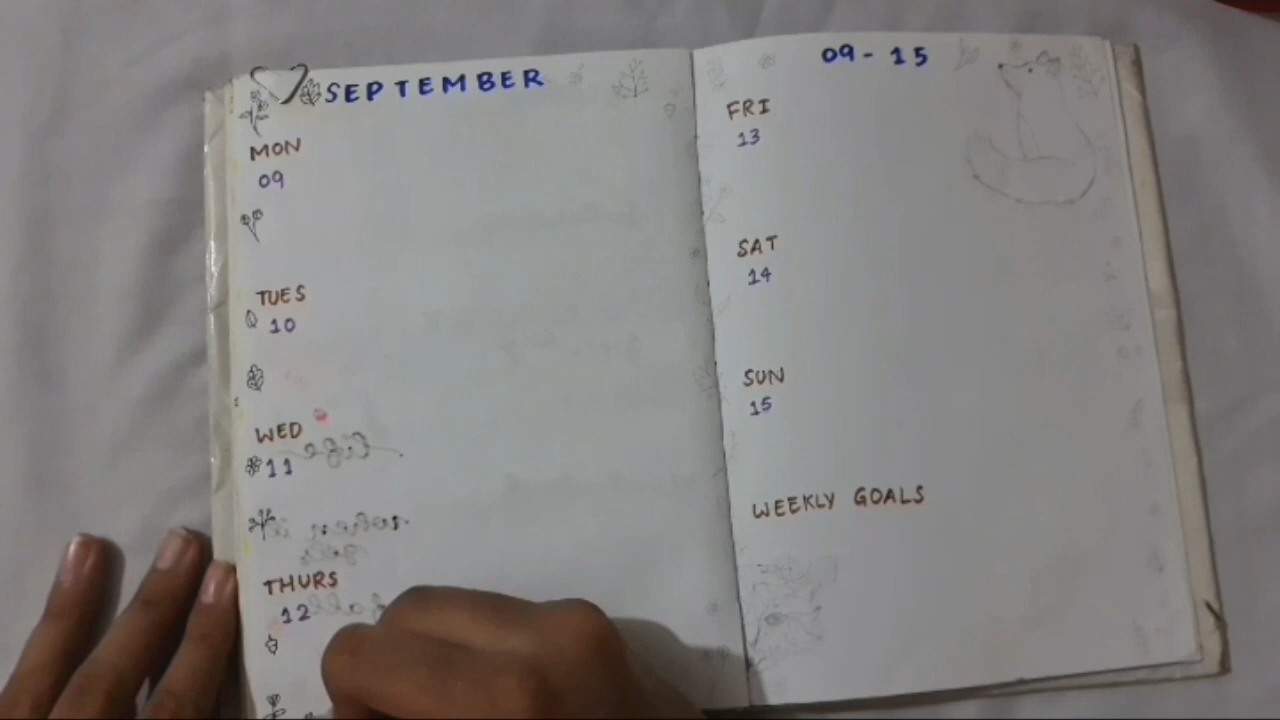 SEPTEMBER
MON
09
TUES
10
WED
11
THURS
12
09 - 15
FRI
13
SAT
14
SUN
15
WEEKLY GOALS